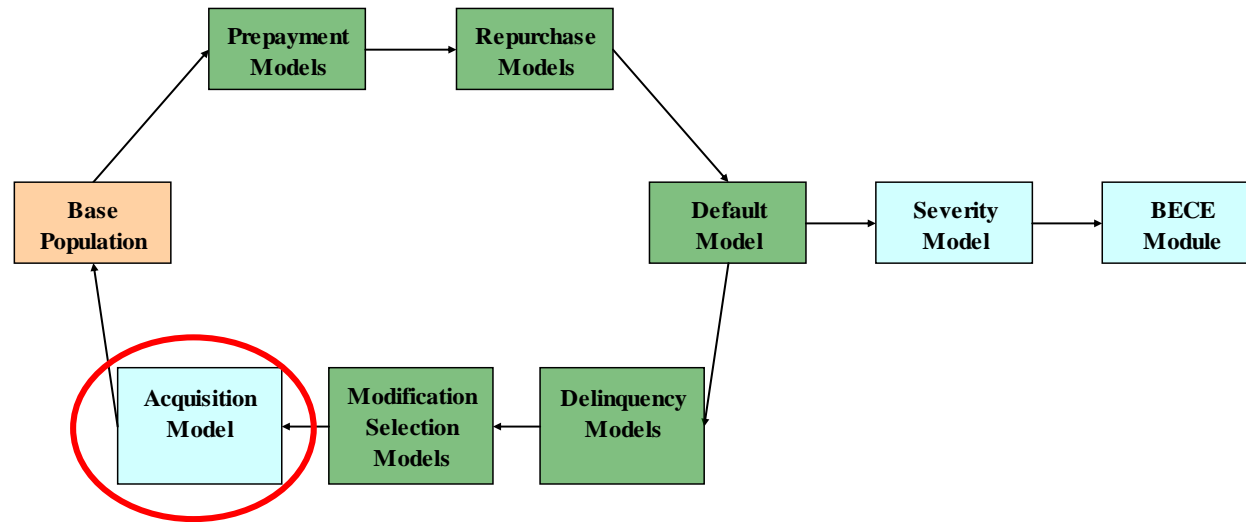 Prepayment
Models
Repurchase
Models
Base
Population
Default
Model
Severity
Model
BECE
Module
Acquisition
Model
Modification
Selection
Models
Delinquency
Models